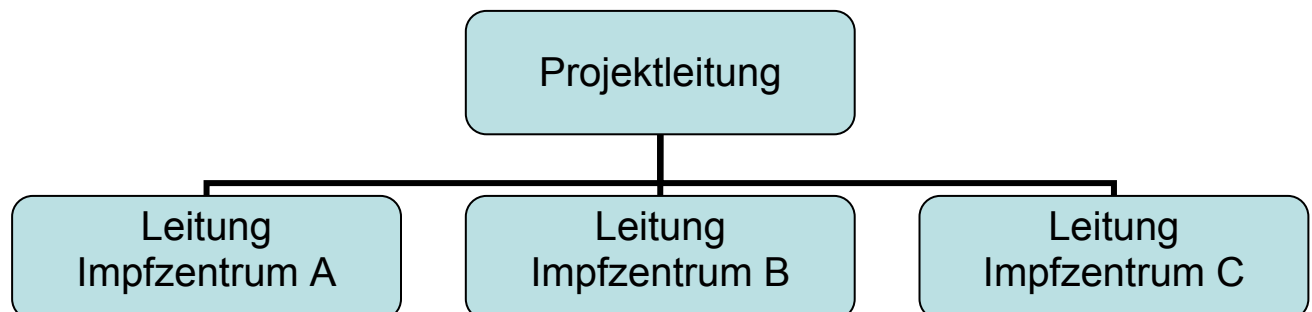 Projektleitung
Leitung
Impfzentrum A
Leitung
Impfzentrum B
Leitung
Impfzentrum C